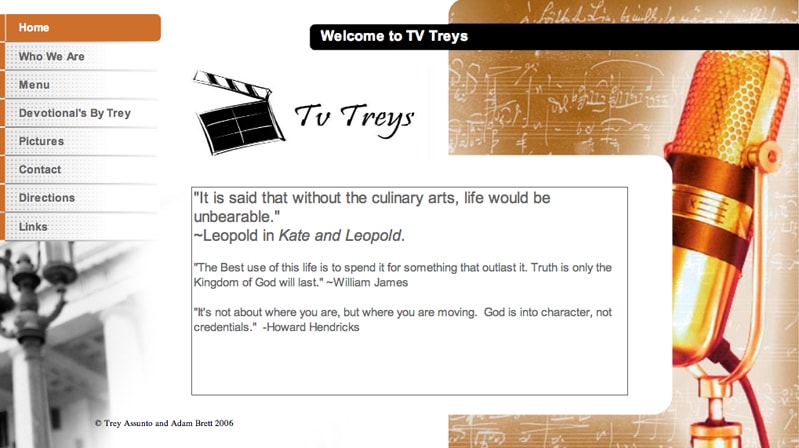 Home
Welcome to TV Treys
Who We Are
Menu
Devotional's By Trey
Pictures
Contact
Directions
Links
Tv Treys
"It is said that without the culinary arts, life would be
unbearable."
~Leopold in Kate and Leopold.
"The Best use of this life is to spend it for something that outlast it. Truth is only the
Kingdom of God will last." ~William James
"It's not about where you are, but where you are moving.  God is into character, not
credentials."  -Howard Hendricks
© Trey Assunto and Adam Brett 2006